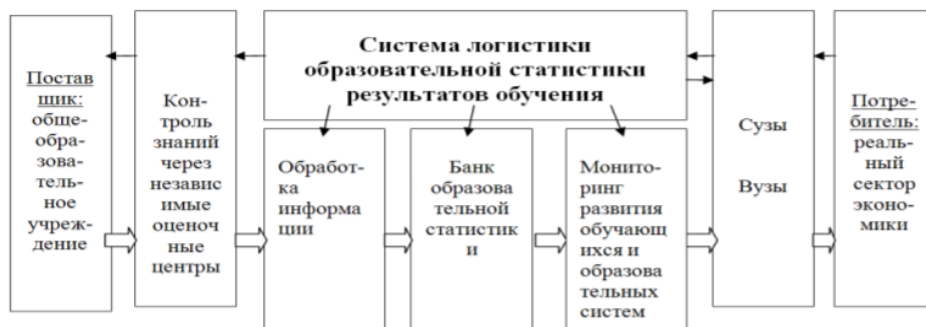 Система логистики
образовательной статистики
результатов обучения
Постав
щик:
обще-
обра-
зова-
тель-
ное
учреж-
дение
Кон-
троль
знаний
через
независ
имые
оценоч
ные
центры
Обработ-
ка
информа
ции
Банк
образова
тельной
статистик
и
Монито-
ринг
развития
обучающ
ихся и
образова
тельных
систем
Сузы
Вузы
Потре-
битель:
реаль-
ный
сектор
эконо-
мики